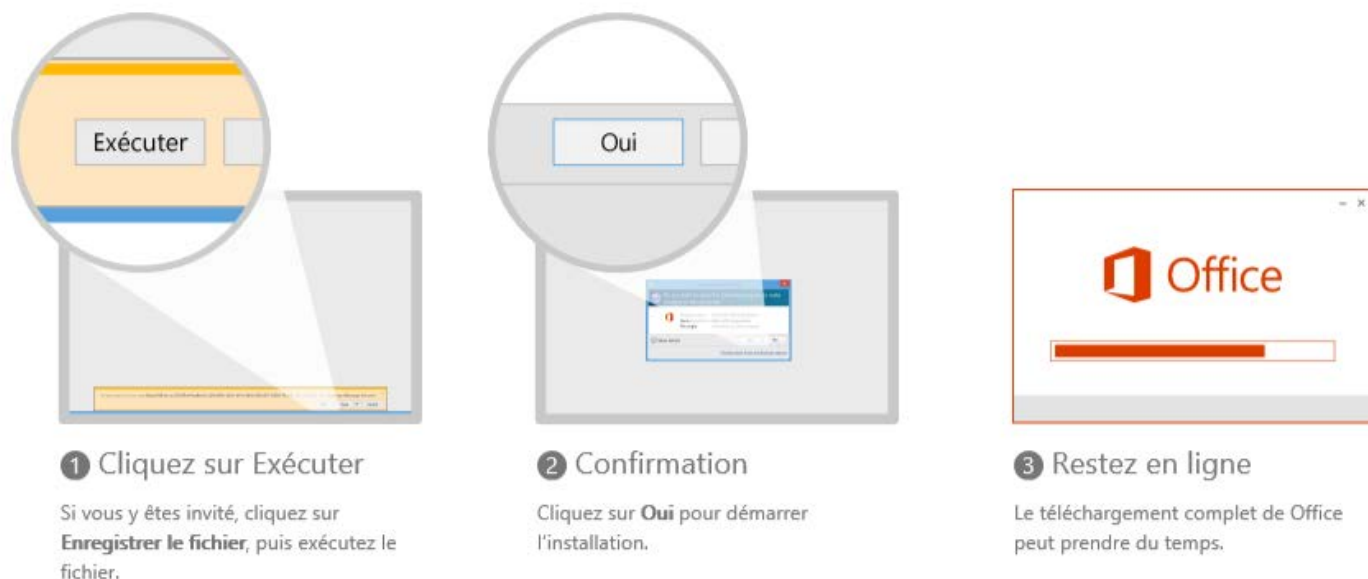 Exécuter
Oui
Office
1 Cliquez sur Exécuter
Si vous y êtes invité, cliquez sur
Enregistrer le fichier, puis exécutez le
fichier.
2 Confirmation
Cliquez sur Oui pour démarrer
l'installation.
3 Restez en ligne
Le téléchargement complet de Office
peut prendre du temps.